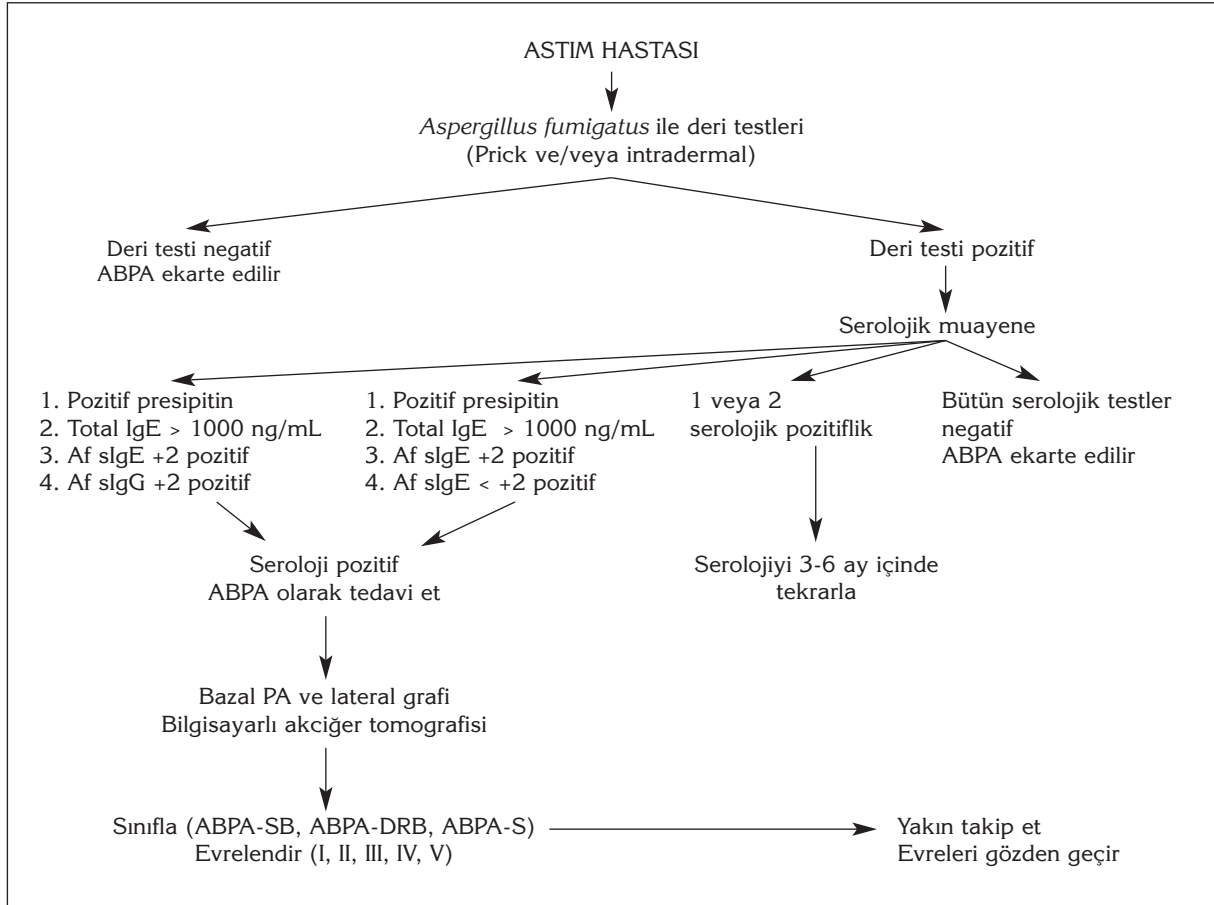 ASTIM HASTASI
Aspergillus fumigatus ile deri testleri
(Prick ve/veya intradermal)
Deri testi negatif
ABPA ekarte edilir
Deri testi pozitif
Serolojik muayene
1. Pozitif presipitin
2. Total IgE > 1000 ng/mL
3. Af sIgE +2 pozitif
4. Af sIgG +2 pozitif
1. Pozitif presipitin
2. Total IgE > 1000 ng/mL
3. Af sIgE +2 pozitif
4. Af sIgE < +2 pozitif
1 veya 2
serolojik pozitiflik
Bütün serolojik testler
negatif
ABPA ekarte edilir
Seroloji pozitif
ABPA olarak tedavi et
Serolojiyi 3-6 ay içinde
tekrarla
Bazal PA ve lateral grafi
Bilgisayarlı akciğer tomografisi
Sınıfla (ABPA-SB, ABPA-DRB, ABPA-S)
Evrelendir (I, II, III, IV, V)
Yakın takip et
Evreleri gözden geçir